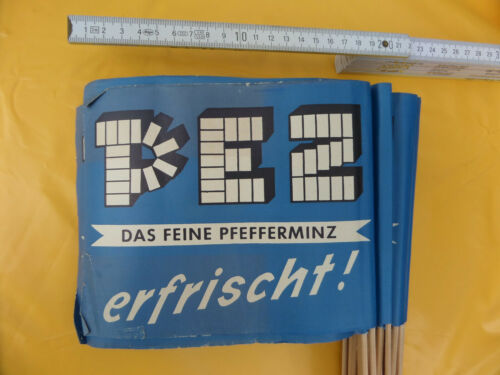 PEZ
DAS FEINE PFEFFERMINZ
erfrischt!